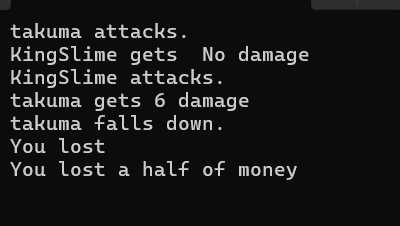 takuma attacks.
KingSlime gets  No damage
KingSlime attacks.
takuma gets 6 damage
takuma falls down.
You lost
You lost a half of money